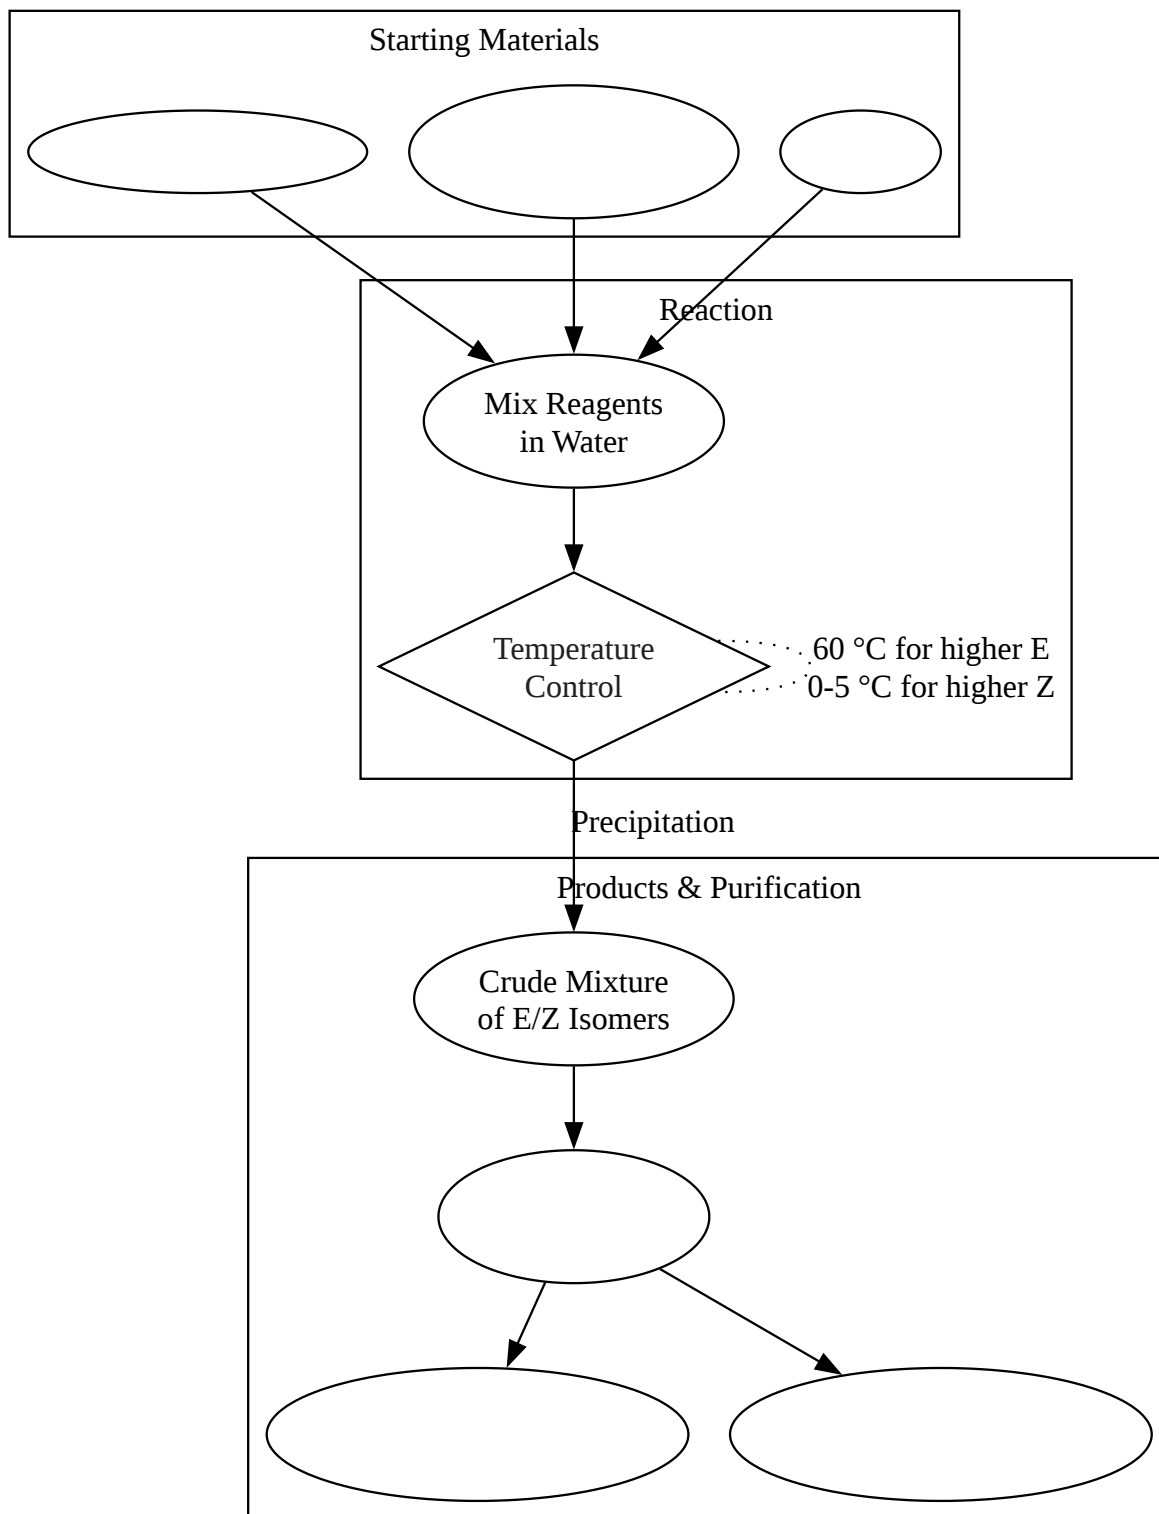 Starting Materials
Reaction
Mix Reagents
in Water
Temperature
Control
60 °C for higher E
0-5 °C for higher Z
Precipitation
Products & Purification
Crude Mixture
of E/Z Isomers